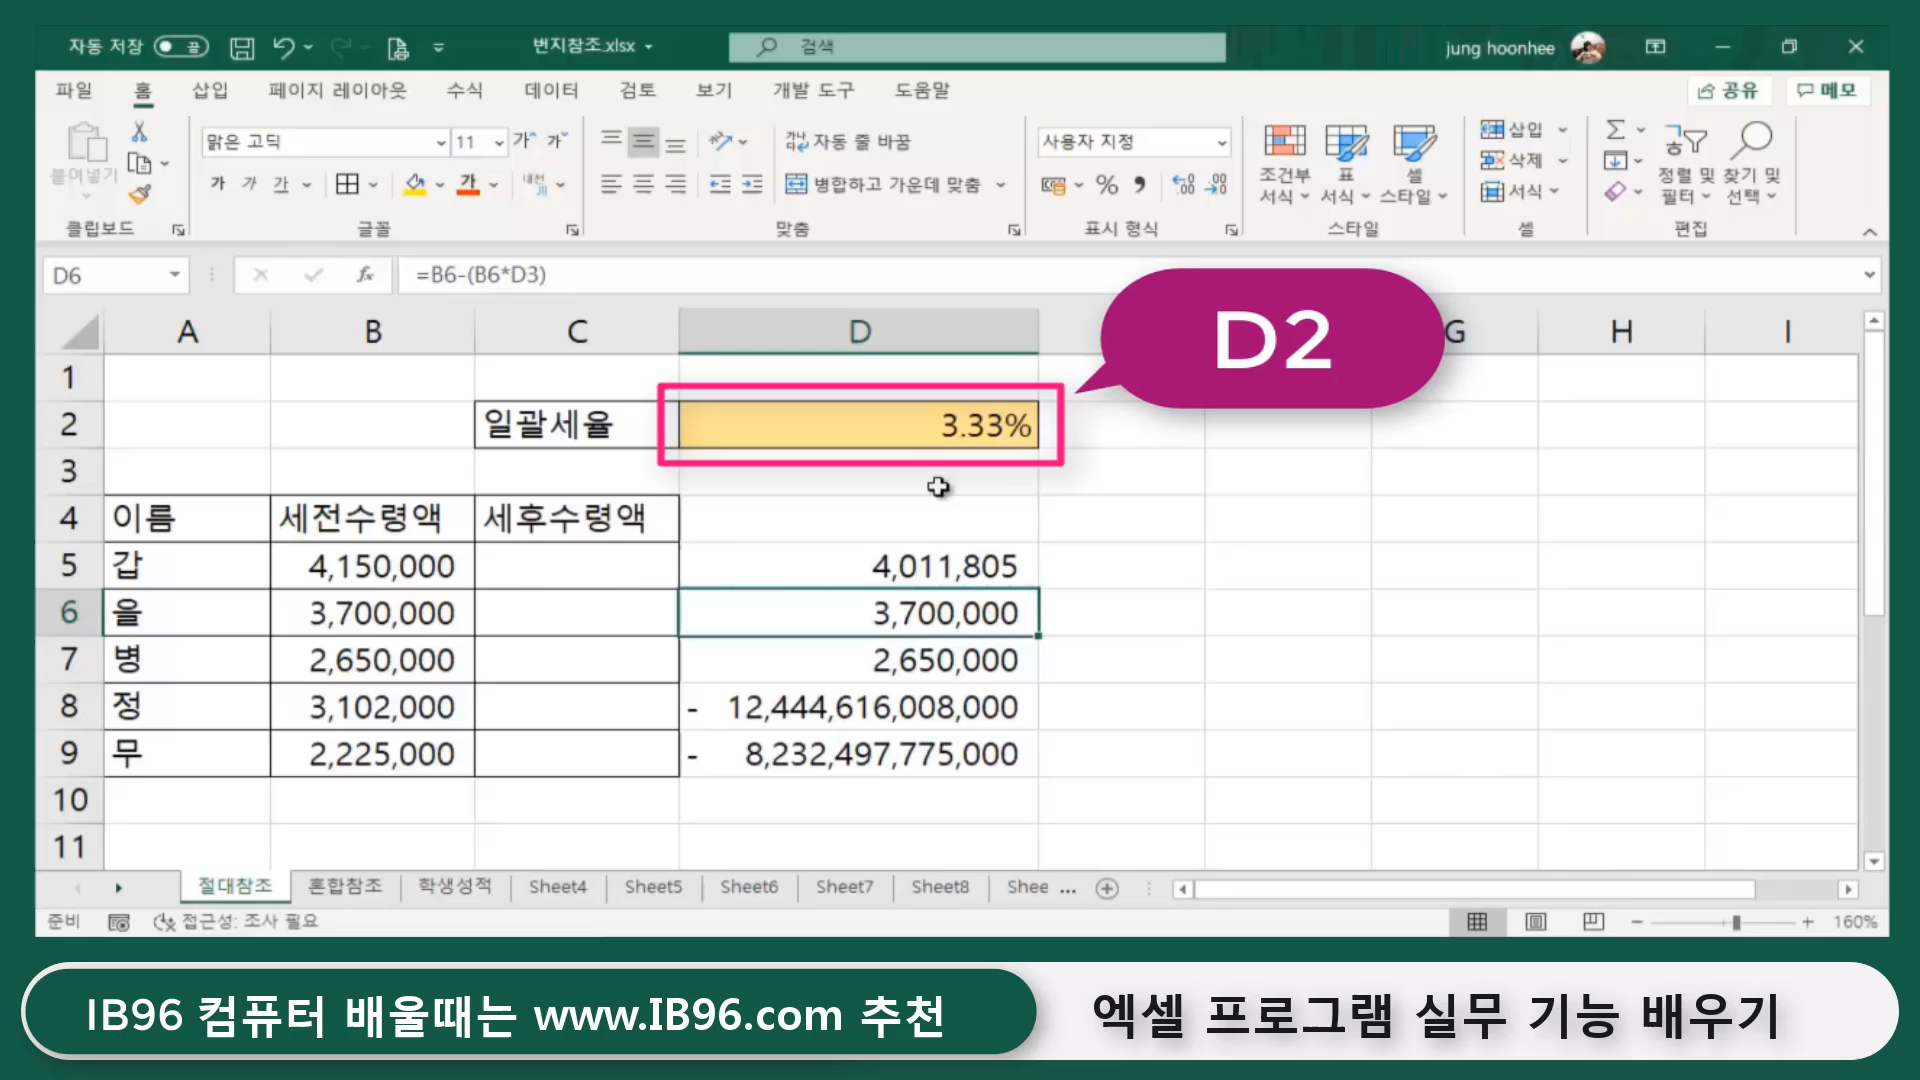 자동 저장 끔
번지참조.xlsx
검색
jung hoonhee
파일 홈 삽입 페이지 레이아웃 수식 데이터 검토 보기 개발 도구 도움말
공유 메모
붙여넣기
클립보드
맑은 고딕 11 가 가
가 가 간 가 내천
글꼴
자동 줄 바꿈
병합하고 가운데 맞춤
맞춤
사용자 지정
% 9
표시 형식
조건부 서식 표 서식 셀 스타일
스타일
삽입
삭제
서식
셀
정렬 및 필터 찾기 및 선택
편집
D6 fx =B6-(B6*D3)
D2
A B C D G H I
1
2 일괄세율 3.33%
3
4 이름 세전수령액 세후수령액
5 갑 4,150,000 4,011,805
6 을 3,700,000 3,700,000
7 병 2,650,000 2,650,000
8 정 3,102,000 - 12,444,616,008,000
9 무 2,225,000 - 8,232,497,775,000
10
11
절대참조 혼합참조 학생성적 Sheet4 Sheet5 Sheet6 Sheet7 Sheet8 Shee ...
준비 접근성: 조사 필요 160%
IB96 컴퓨터 배울때는 www.IB96.com 추천
엑셀 프로그램 실무 기능 배우기